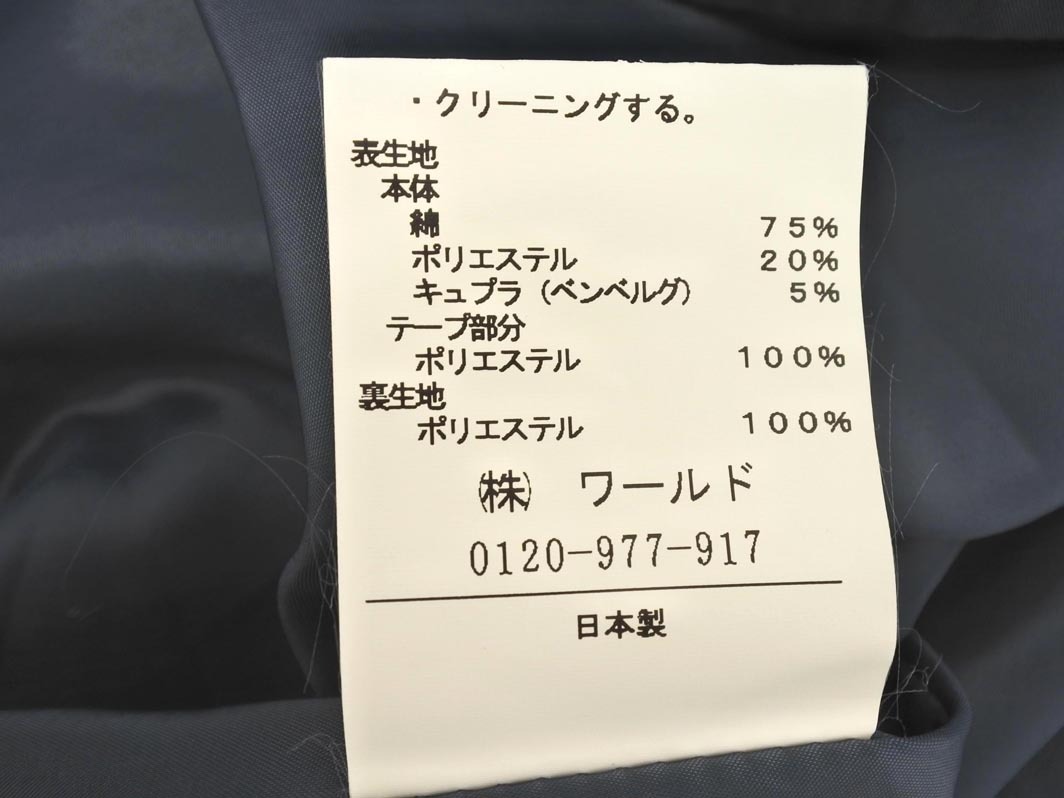 ・クリーニングする。
表生地
本体
綿 75%
ポリエステル 20%
キュプラ(ベンベルグ) 5%
テープ部分
ポリエステル 100%
裏生地
ポリエステル 100%
㈱ ワールド
0120-977-917
日本製